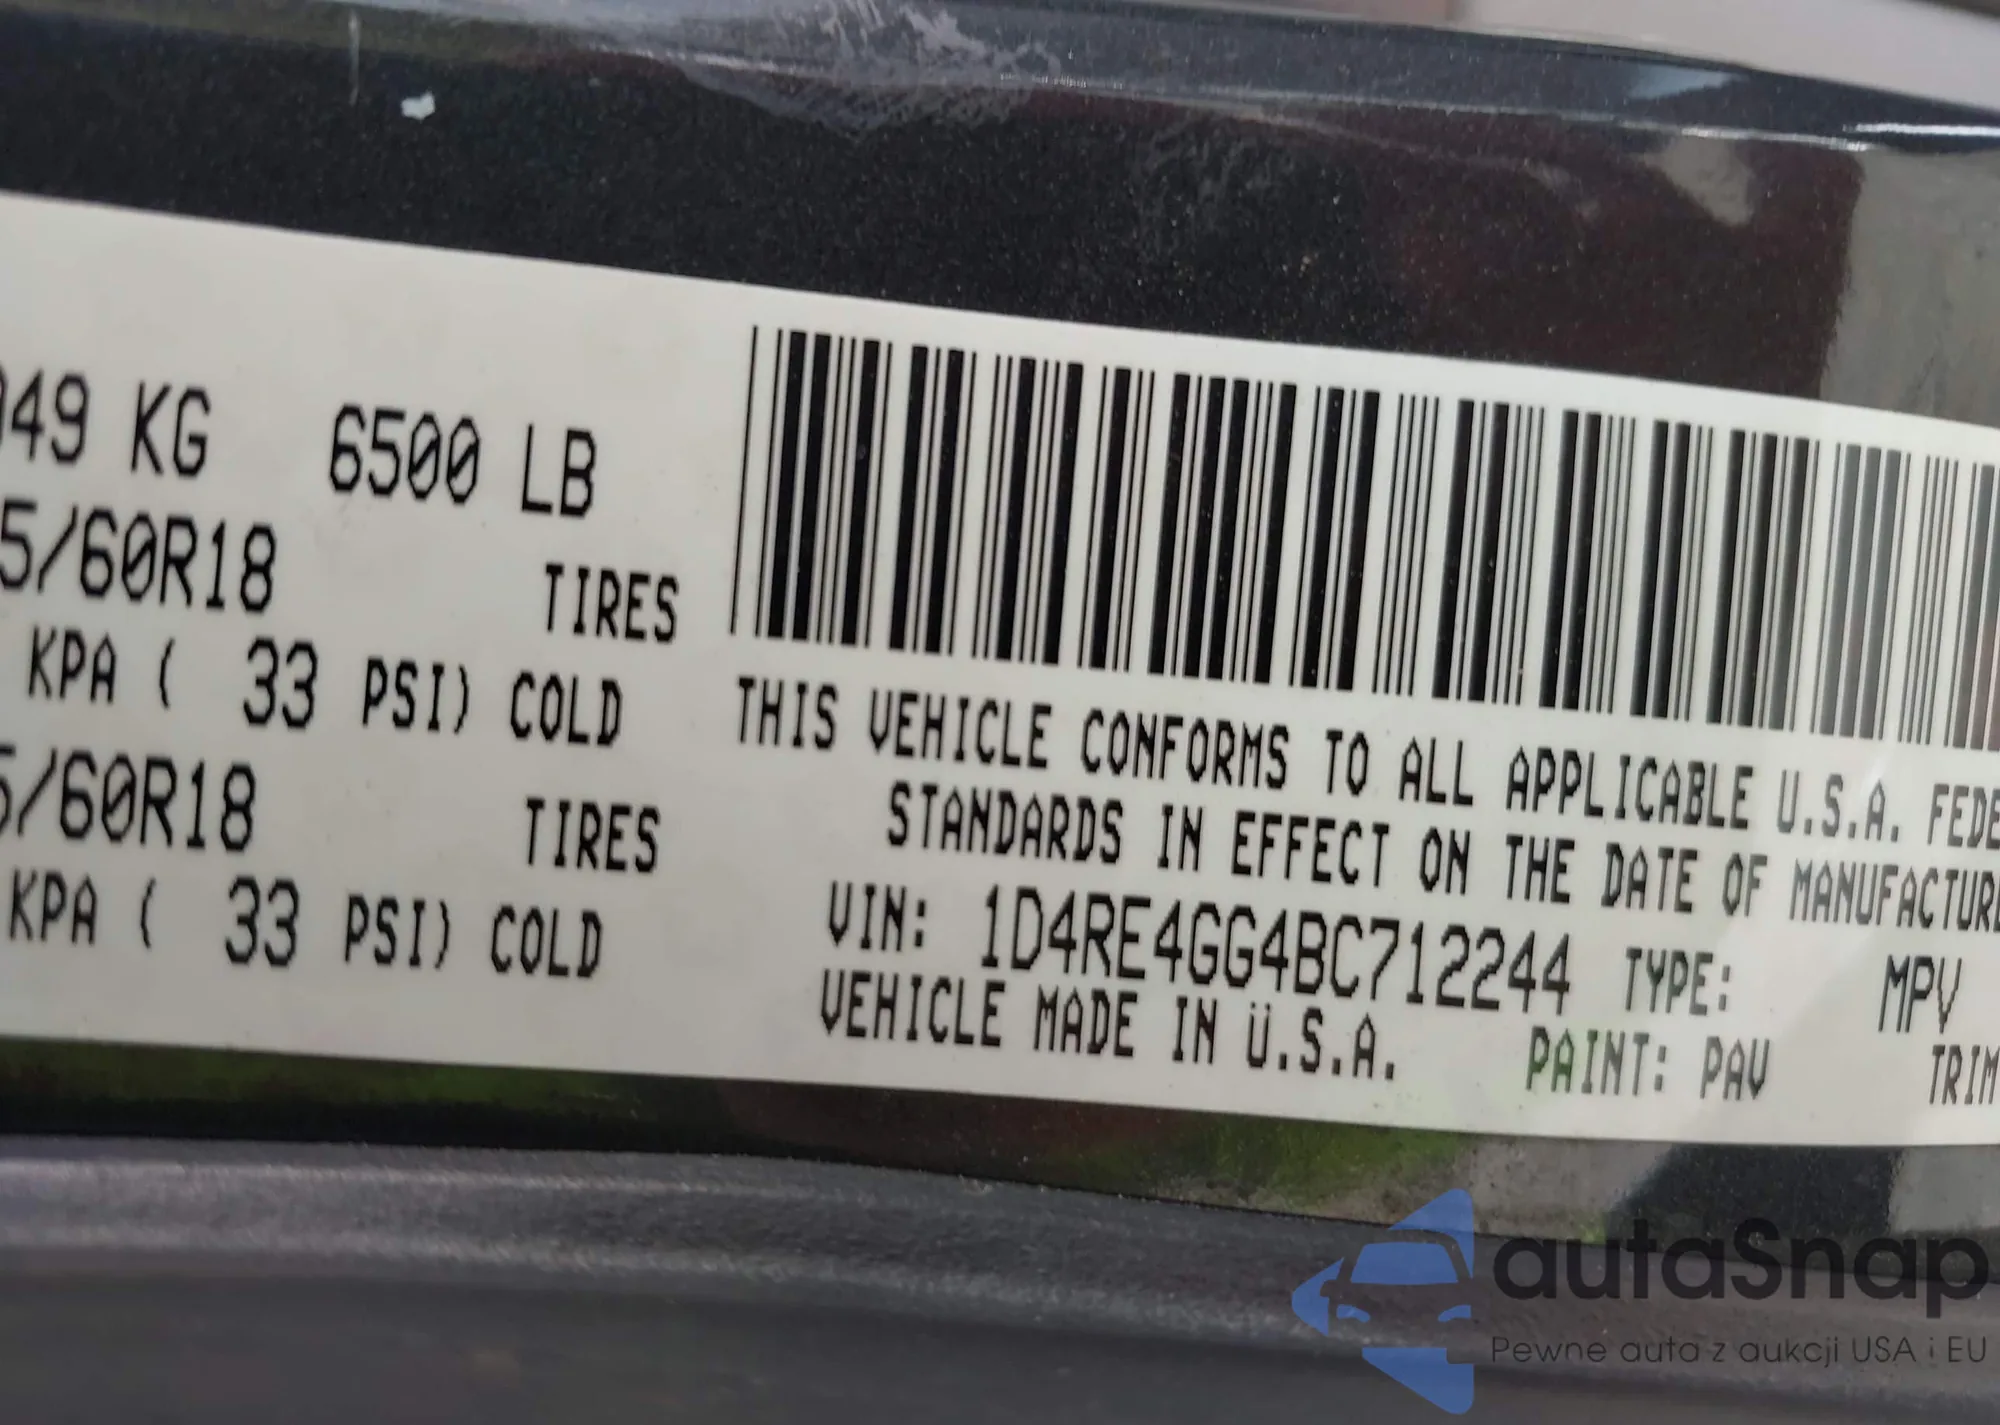 949 KG 6500 LB
5/60R18 TIRES
KPA ( 33 PSI) COLD
5/60R18 TIRES
KPA ( 33 PSI) COLD
THIS VEHICLE CONFORMS TO ALL APPLICABLE U.S.A. FEDE
STANDARDS IN EFFECT ON THE DATE OF MANUFACTURE
VIN: 1D4RE4GG4BC712244 TYPE: MPV
VEHICLE MADE IN U.S.A. PAINT: PAV TRIM
autaSnap
Pewne auta z aukcji USA i EU